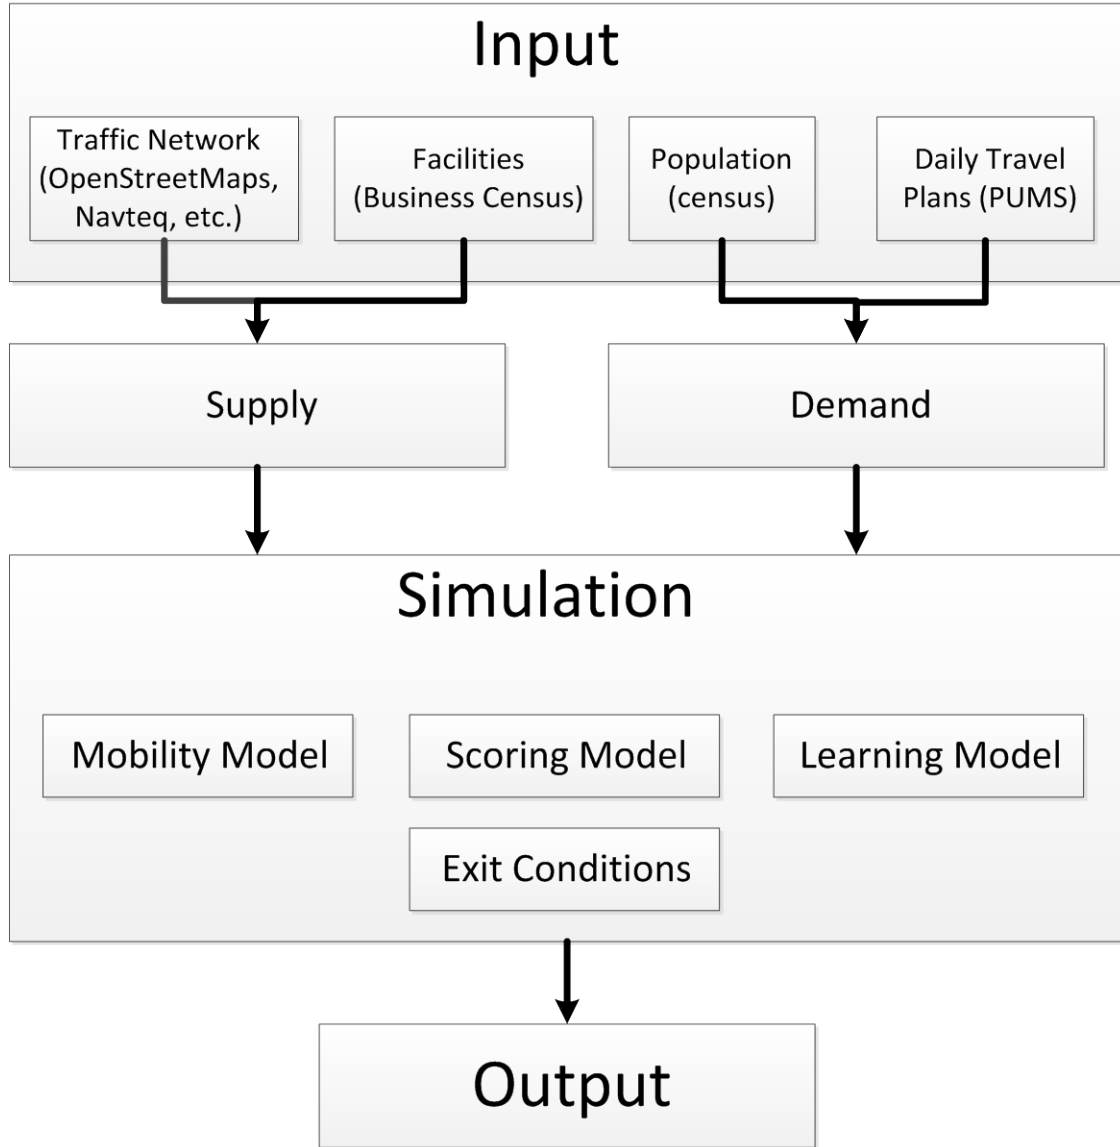 Input
Traffic Network
(OpenStreetMaps,
Navteq, etc.)
Facilities
(Business Census)
Population
(census)
Daily Travel
Plans (PUMS)
Supply
Demand
Simulation
Mobility Model
Scoring Model
Learning Model
Exit Conditions
Output